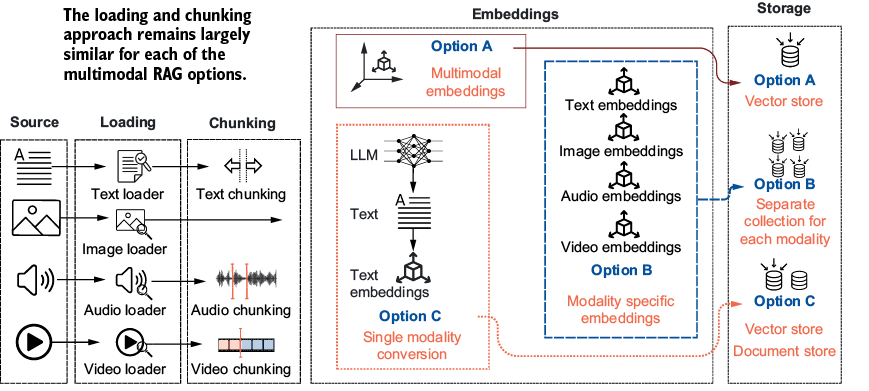 The loading and chunking
approach remains largely
similar for each of the
multimodal RAG options.
Source
Loading
Chunking
A
Text loader
Text chunking
Image loader
Audio loader
Audio chunking
Video loader
Video chunking
Embeddings
Option A
Multimodal
embeddings
LLM
A
Text
Text
embeddings
Option C
Single modality
conversion
Text embeddings
Image embeddings
Audio embeddings
Video embeddings
Option B
Modality specific
embeddings
Storage
Option A
Vector store
Option B
Separate
collection for
each modality
Option C
Vector store
Document store